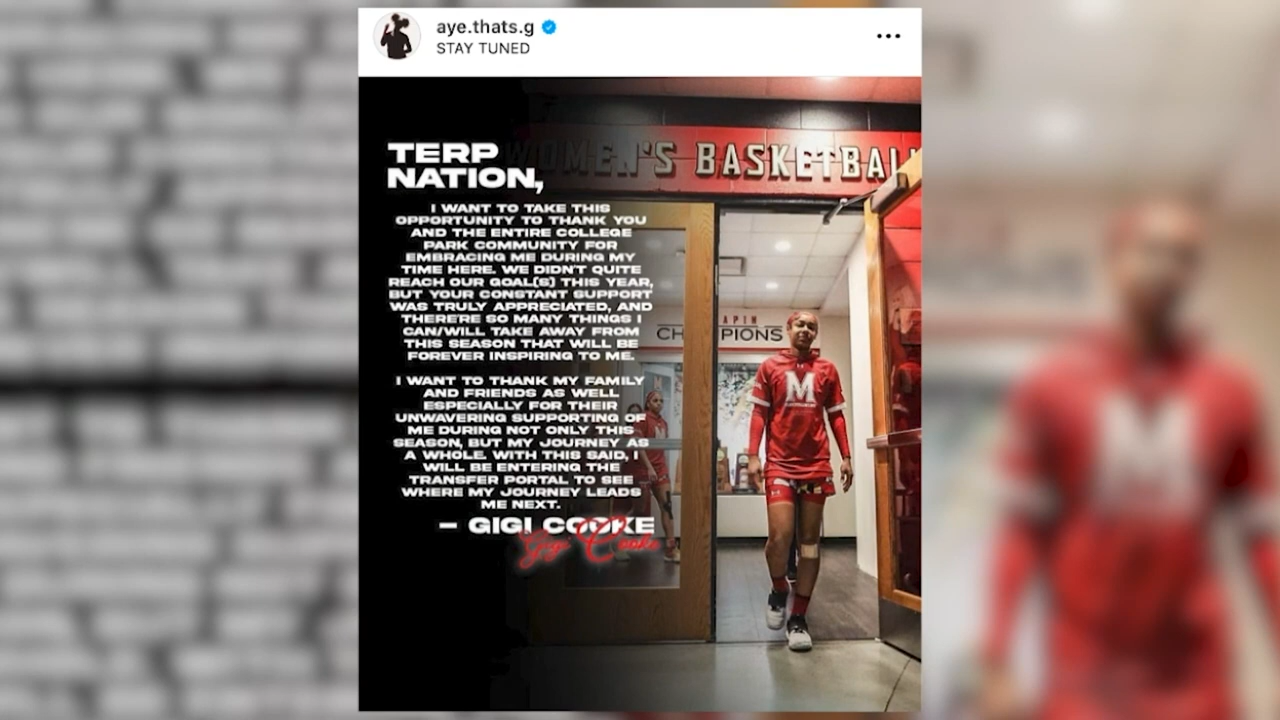 aye.thats.g
STAY TUNED
WOMEN'S BASKETBALL
TERP
NATION,
I WANT TO TAKE THIS
OPPORTUNITY TO THANK YOU
AND THE ENTIRE COLLEGE
PARK COMMUNITY FOR
EMBRACING ME DURING MY
TIME HERE. WE DIDN'T QUITE
REACH OUR GOAL(S) THIS YEAR,
BUT YOUR CONSTANT SUPPORT
WAS TRULY APPRECIATED, AND
THERE'RE SO MANY THINGS I
CAN/WILL TAKE AWAY FROM
THIS SEASON THAT WILL BE
FOREVER INSPIRING TO ME.
I WANT TO THANK MY FAMILY
AND FRIENDS AS WELL
ESPECIALLY FOR THEIR
UNWAVERING SUPPORTING OF
ME DURING NOT ONLY THIS
SEASON, BUT MY JOURNEY AS
A WHOLE. WITH THIS SAID, I
WILL BE ENTERING THE
TRANSFER PORTAL TO SEE
WHERE MY JOURNEY LEADS
ME NEXT.
– GIGI COOKE
Gigi Cooke
M